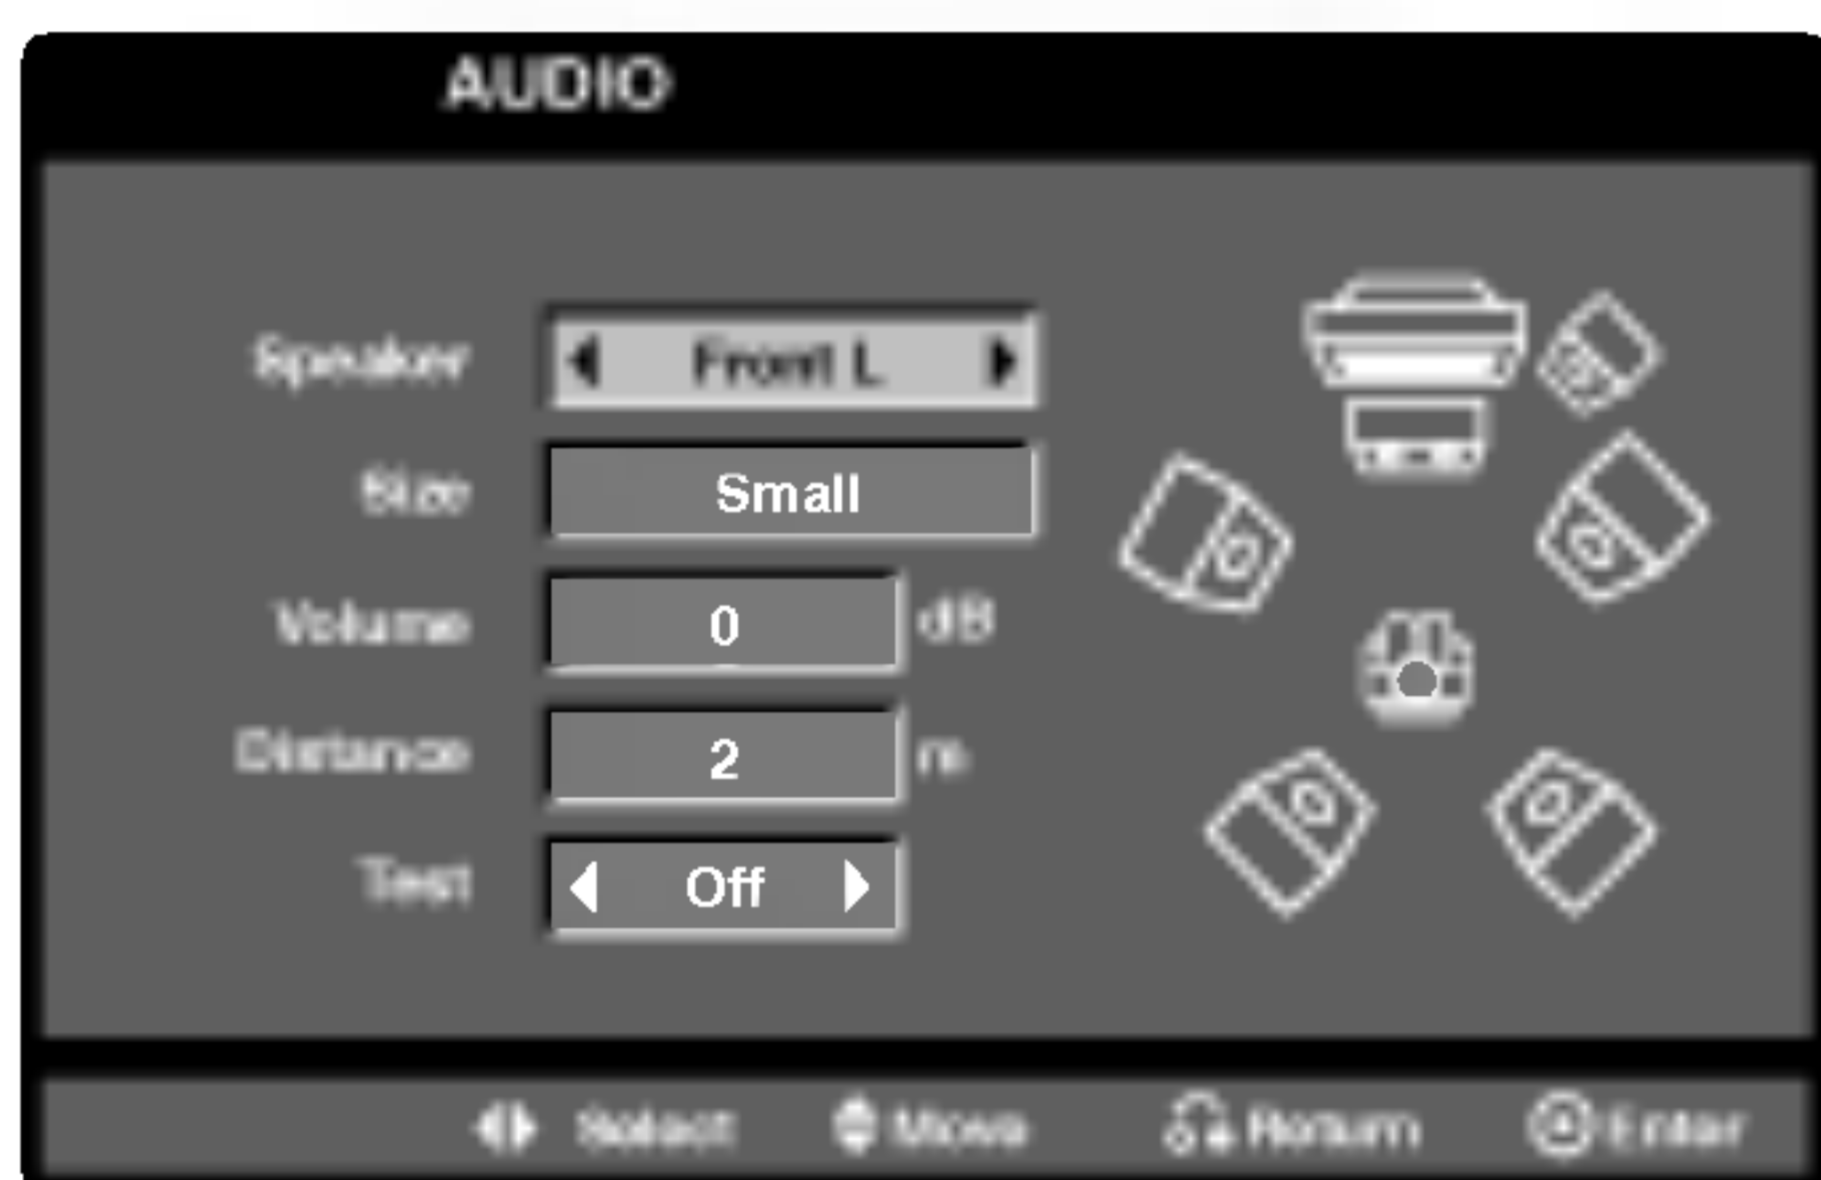 AUDIO
Speaker Front L
Size Small
Volume 0 dB
Distance 2 m
Test Off
Select Move Return Enter